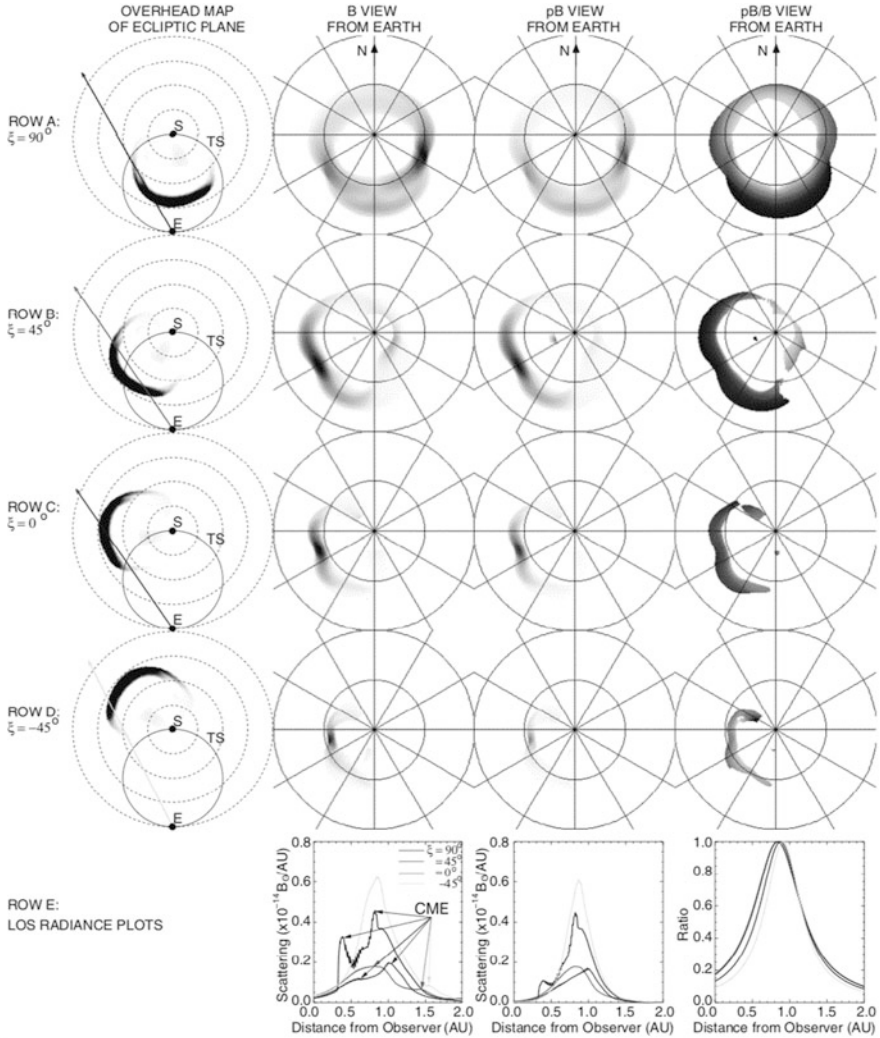 OVERHEAD MAP
OF ECLIPTIC PLANE
B VIEW
FROM EARTH
pB VIEW
FROM EARTH
pB/B VIEW
FROM EARTH
N
N
N
ROW A:
ξ = 90°
S
TS
E
ROW B:
ξ = 45°
S
TS
E
ROW C:
ξ = 0°
S
TS
E
ROW D:
ξ = −45°
S
TS
E
ROW E:
LOS RADIANCE PLOTS
Scattering (x10⁻¹⁴ B⊙/AU)
0.8
0.6
0.4
0.2
0
0
0.5
1.0
1.5
2.0
Distance from Observer (AU)
ξ = 90°
= 45°
= 0°
−45°
CME
Scattering (x10⁻¹⁴ B⊙/AU)
0.8
0.6
0.4
0.2
0
0
0.5
1.0
1.5
2.0
Distance from Observer (AU)
Ratio
1.0
0.8
0.6
0.4
0.2
0.0
0
0.5
1.0
1.5
2.0
Distance from Observer (AU)